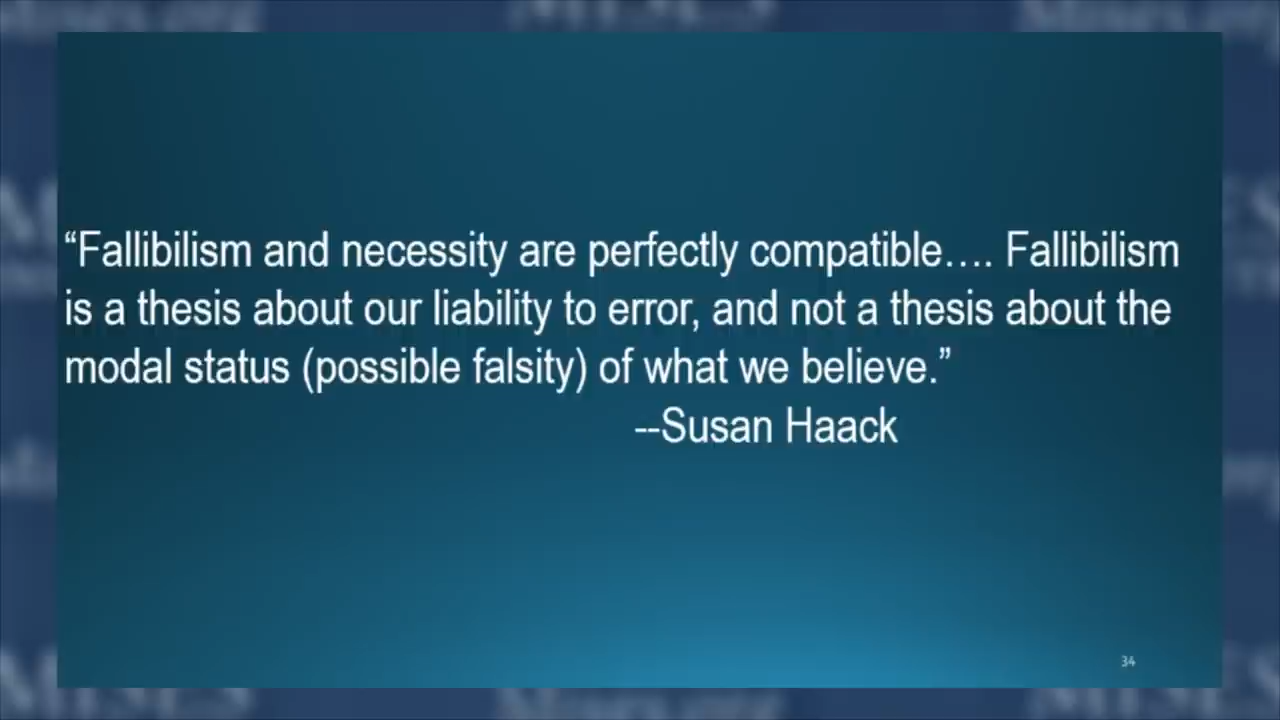 “Fallibilism and necessity are perfectly compatible…. Fallibilism
is a thesis about our liability to error, and not a thesis about the
modal status (possible falsity) of what we believe.”
--Susan Haack
34